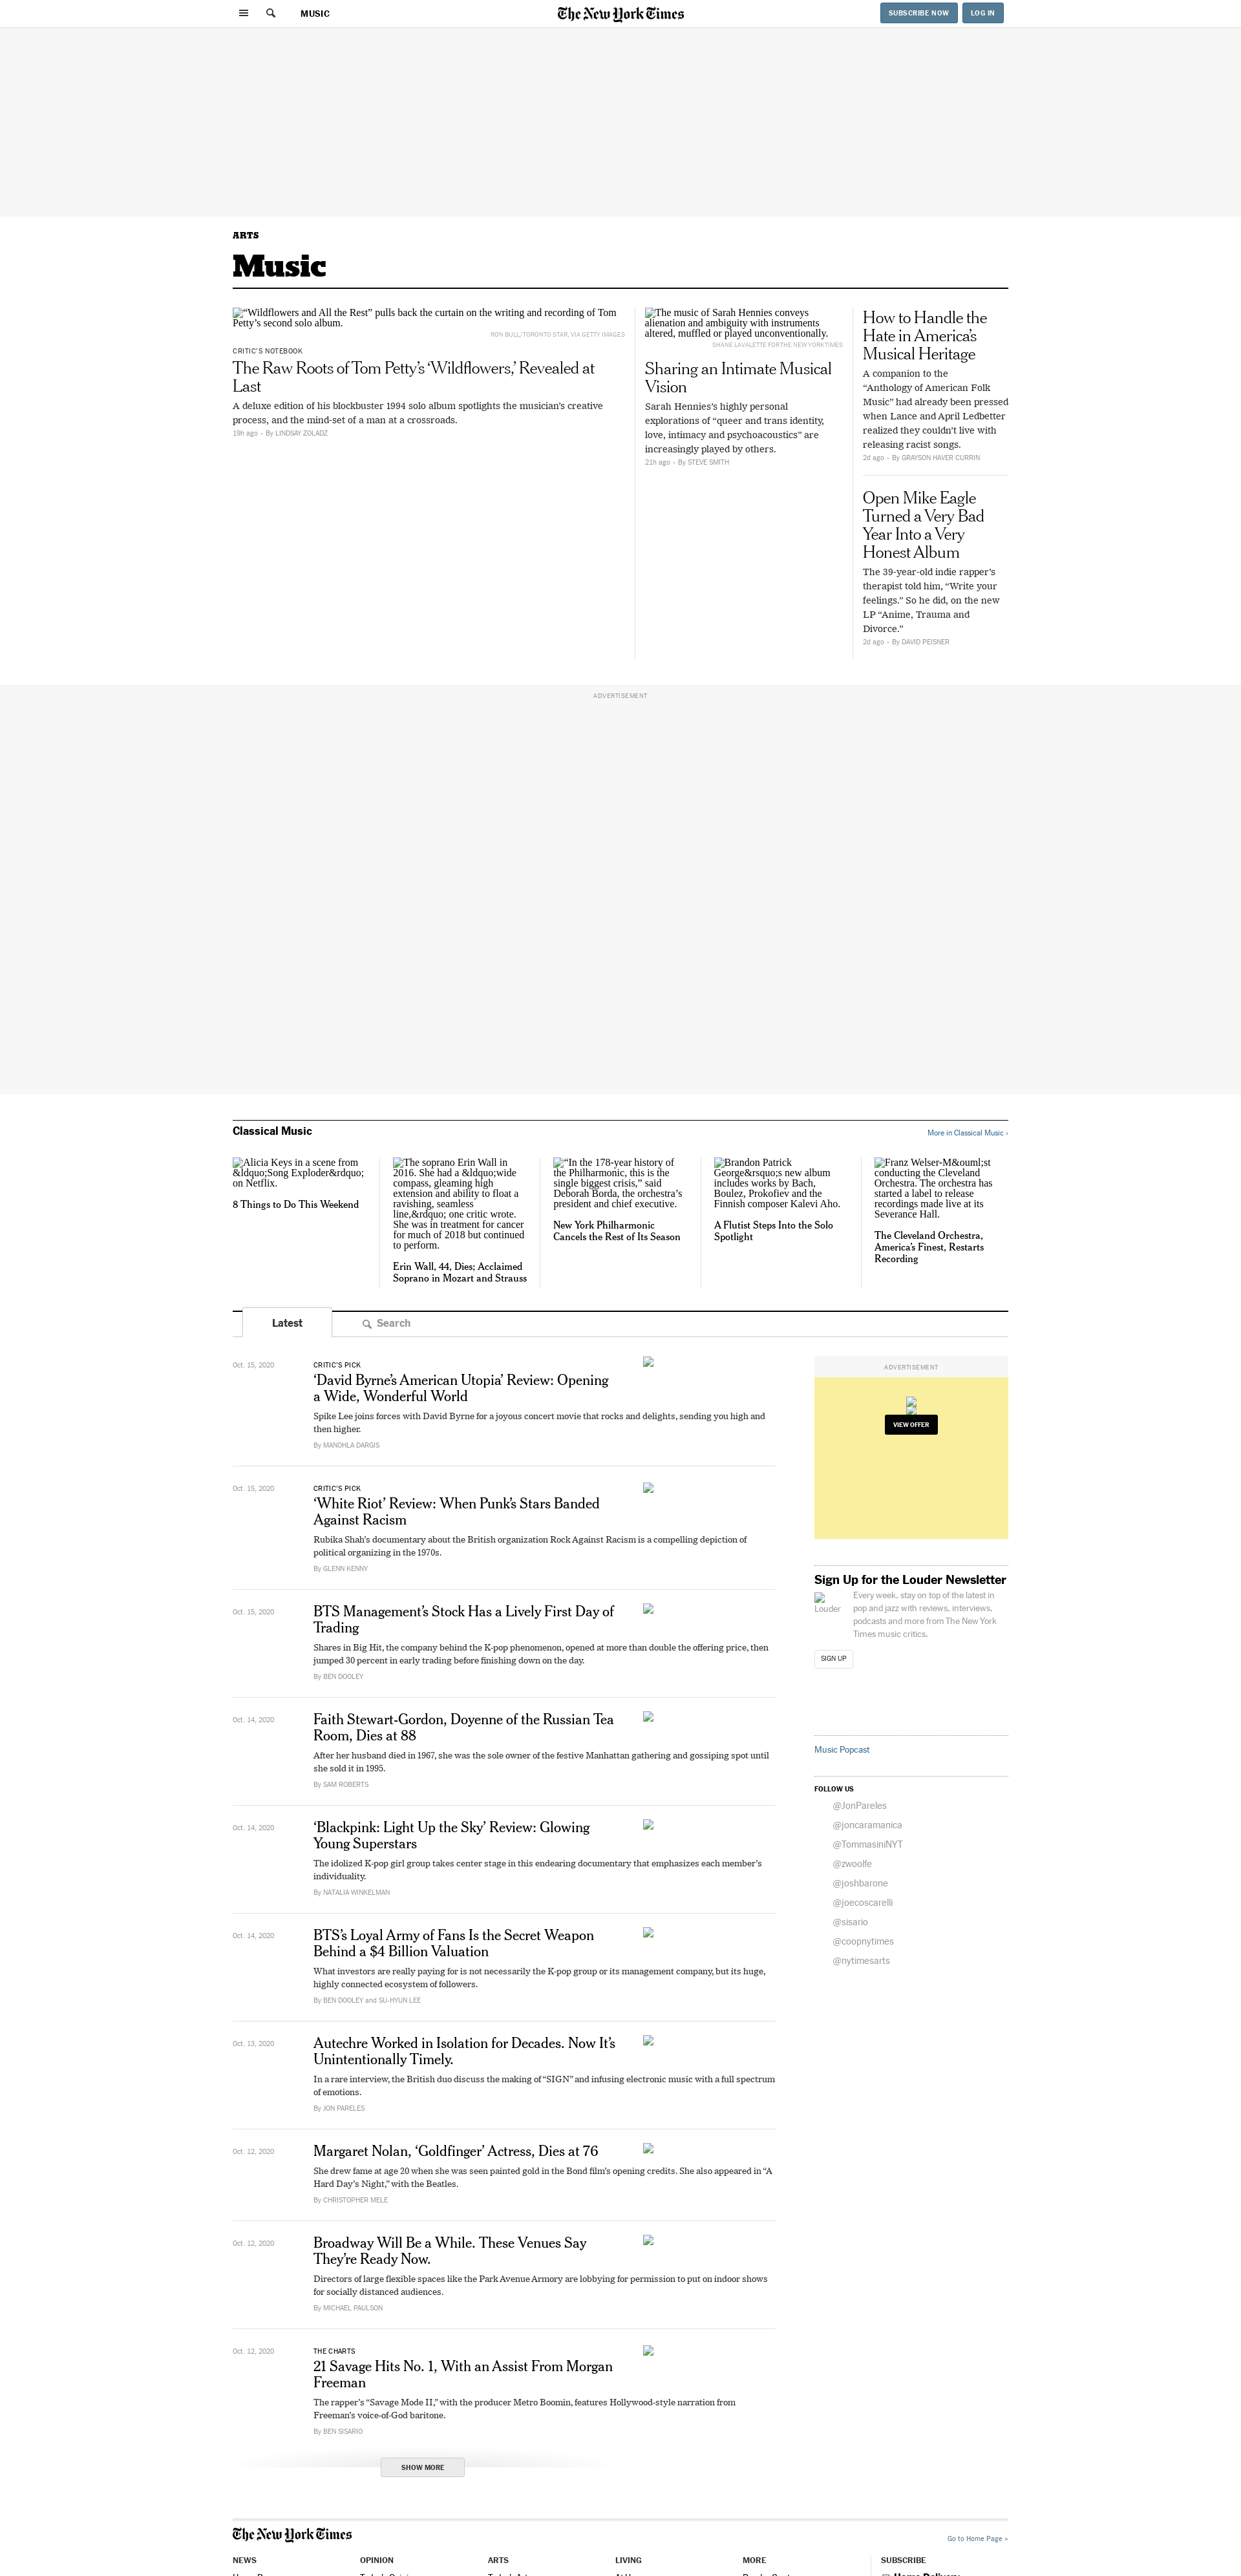 MUSIC
The New York Times
SUBSCRIBE NOW
LOG IN
ARTS
Music
“Wildflowers and All the Rest” pulls back the curtain on the writing and recording of Tom
Petty’s second solo album.
RON BULL/TORONTO STAR, VIA GETTY IMAGES
CRITIC’S NOTEBOOK
The Raw Roots of Tom Petty’s ‘Wildflowers,’ Revealed at
Last
A deluxe edition of his blockbuster 1994 solo album spotlights the musician’s creative
process, and the mind-set of a man at a crossroads.
19h ago • By LINDSAY ZOLADZ
The music of Sarah Hennies conveys
alienation and ambiguity with instruments
altered, muffled or played unconventionally.
SHANE LAVALETTE FOR THE NEW YORK TIMES
Sharing an Intimate Musical
Vision
Sarah Hennies’s highly personal
explorations of “queer and trans identity,
love, intimacy and psychoacoustics” are
increasingly played by others.
21h ago • By STEVE SMITH
How to Handle the
Hate in America’s
Musical Heritage
A companion to the
“Anthology of American Folk
Music” had already been pressed
when Lance and April Ledbetter
realized they couldn’t live with
releasing racist songs.
2d ago • By GRAYSON HAVER CURRIN
Open Mike Eagle
Turned a Very Bad
Year Into a Very
Honest Album
The 39-year-old indie rapper’s
therapist told him, “Write your
feelings.” So he did, on the new
LP “Anime, Trauma and
Divorce.”
2d ago • By DAVID PEISNER
ADVERTISEMENT
Classical Music
More in Classical Music ›
Alicia Keys in a scene from
&ldquo;Song Exploder&rdquo;
on Netflix.
8 Things to Do This Weekend
The soprano Erin Wall in
2016. She had a &ldquo;wide
compass, gleaming high
extension and ability to float a
ravishing, seamless
line,&rdquo; one critic wrote.
She was in treatment for cancer
for much of 2018 but continued
to perform.
Erin Wall, 44, Dies; Acclaimed
Soprano in Mozart and Strauss
“In the 178-year history of
the Philharmonic, this is the
single biggest crisis,” said
Deborah Borda, the orchestra’s
president and chief executive.
New York Philharmonic
Cancels the Rest of Its Season
Brandon Patrick
George&rsquo;s new album
includes works by Bach,
Boulez, Prokofiev and the
Finnish composer Kalevi Aho.
A Flutist Steps Into the Solo
Spotlight
Franz Welser-M&ouml;st
conducting the Cleveland
Orchestra. The orchestra has
started a label to release
recordings made live at its
Severance Hall.
The Cleveland Orchestra,
America’s Finest, Restarts
Recording
Latest
Search
Oct. 15, 2020
CRITIC’S PICK
‘David Byrne’s American Utopia’ Review: Opening
a Wide, Wonderful World
Spike Lee joins forces with David Byrne for a joyous concert movie that rocks and delights, sending you high and
then higher.
By MANOHLA DARGIS
Oct. 15, 2020
CRITIC’S PICK
‘White Riot’ Review: When Punk’s Stars Banded
Against Racism
Rubika Shah’s documentary about the British organization Rock Against Racism is a compelling depiction of
political organizing in the 1970s.
By GLENN KENNY
Oct. 15, 2020
BTS Management’s Stock Has a Lively First Day of
Trading
Shares in Big Hit, the company behind the K-pop phenomenon, opened at more than double the offering price, then
jumped 30 percent in early trading before finishing down on the day.
By BEN DOOLEY
Oct. 14, 2020
Faith Stewart-Gordon, Doyenne of the Russian Tea
Room, Dies at 88
After her husband died in 1967, she was the sole owner of the festive Manhattan gathering and gossiping spot until
she sold it in 1995.
By SAM ROBERTS
Oct. 14, 2020
‘Blackpink: Light Up the Sky’ Review: Glowing
Young Superstars
The idolized K-pop girl group takes center stage in this endearing documentary that emphasizes each member’s
individuality.
By NATALIA WINKELMAN
Oct. 14, 2020
BTS’s Loyal Army of Fans Is the Secret Weapon
Behind a $4 Billion Valuation
What investors are really paying for is not necessarily the K-pop group or its management company, but its huge,
highly connected ecosystem of followers.
By BEN DOOLEY and SU-HYUN LEE
Oct. 13, 2020
Autechre Worked in Isolation for Decades. Now It’s
Unintentionally Timely.
In a rare interview, the British duo discuss the making of “SIGN” and infusing electronic music with a full spectrum
of emotions.
By JON PARELES
Oct. 12, 2020
Margaret Nolan, ‘Goldfinger’ Actress, Dies at 76
She drew fame at age 20 when she was seen painted gold in the Bond film’s opening credits. She also appeared in “A
Hard Day’s Night,” with the Beatles.
By CHRISTOPHER MELE
Oct. 12, 2020
Broadway Will Be a While. These Venues Say
They’re Ready Now.
Directors of large flexible spaces like the Park Avenue Armory are lobbying for permission to put on indoor shows
for socially distanced audiences.
By MICHAEL PAULSON
Oct. 12, 2020
THE CHARTS
21 Savage Hits No. 1, With an Assist From Morgan
Freeman
The rapper’s “Savage Mode II,” with the producer Metro Boomin, features Hollywood-style narration from
Freeman’s voice-of-God baritone.
By BEN SISARIO
SHOW MORE
ADVERTISEMENT
VIEW OFFER
Sign Up for the Louder Newsletter
Louder
Every week, stay on top of the latest in
pop and jazz with reviews, interviews,
podcasts and more from The New York
Times music critics.
SIGN UP
Music Popcast
FOLLOW US
@JonPareles
@joncaramanica
@TommasiniNYT
@zwoolfe
@joshbarone
@joecoscarelli
@sisario
@coopnytimes
@nytimesarts
The New York Times
Go to Home Page »
NEWS
OPINION
ARTS
LIVING
MORE
SUBSCRIBE